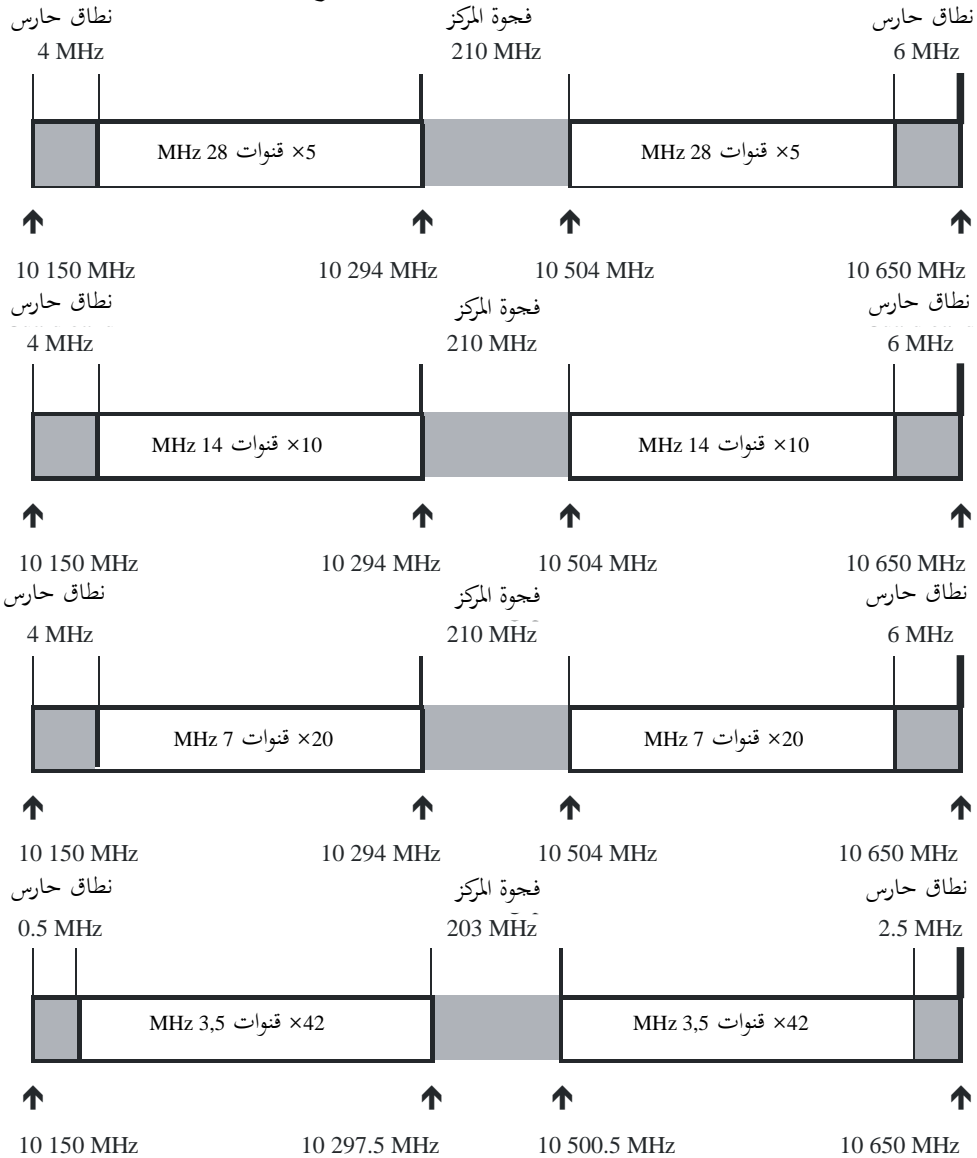 نطاق حارس فجوة المركز نطاق حارس
4 MHz 210 MHz 6 MHz
5× قنوات 28 MHz 5× قنوات 28 MHz
10 150 MHz 10 294 MHz 10 504 MHz 10 650 MHz
نطاق حارس فجوة المركز نطاق حارس
4 MHz 210 MHz 6 MHz
10× قنوات 14 MHz 10× قنوات 14 MHz
10 150 MHz 10 294 MHz 10 504 MHz 10 650 MHz
نطاق حارس فجوة المركز نطاق حارس
4 MHz 210 MHz 6 MHz
20× قنوات 7 MHz 20× قنوات 7 MHz
10 150 MHz 10 294 MHz 10 504 MHz 10 650 MHz
نطاق حارس فجوة المركز نطاق حارس
0.5 MHz 203 MHz 2.5 MHz
42× قنوات 3,5 MHz 42× قنوات 3,5 MHz
10 150 MHz 10 297.5 MHz 10 500.5 MHz 10 650 MHz